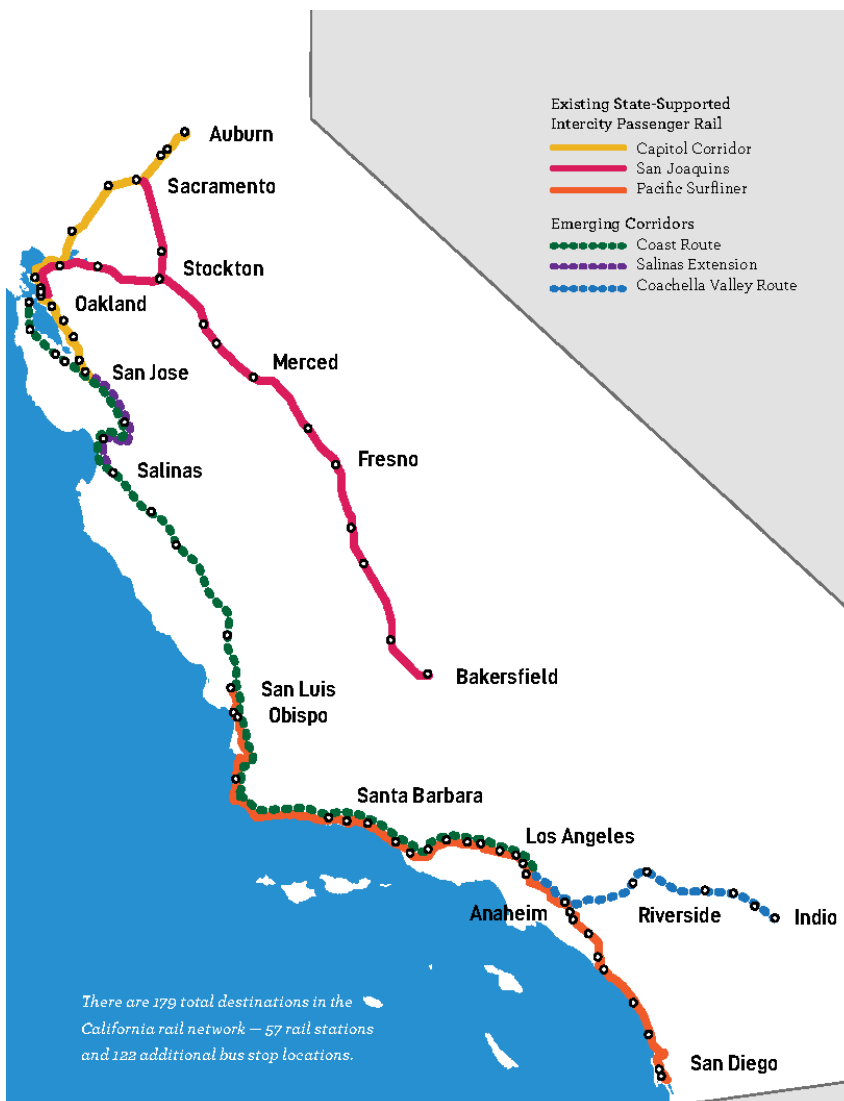 Existing State-Supported
Intercity Passenger Rail
Capitol Corridor
San Joaquins
Pacific Surfliner
Emerging Corridors
Coast Route
Salinas Extension
Coachella Valley Route
Auburn
Sacramento
Stockton
Oakland
Merced
San Jose
Fresno
Salinas
Bakersfield
San Luis
Obispo
Santa Barbara
Los Angeles
Anaheim
Riverside
Indio
San Diego
There are 179 total destinations in the
California rail network — 57 rail stations
and 122 additional bus stop locations.